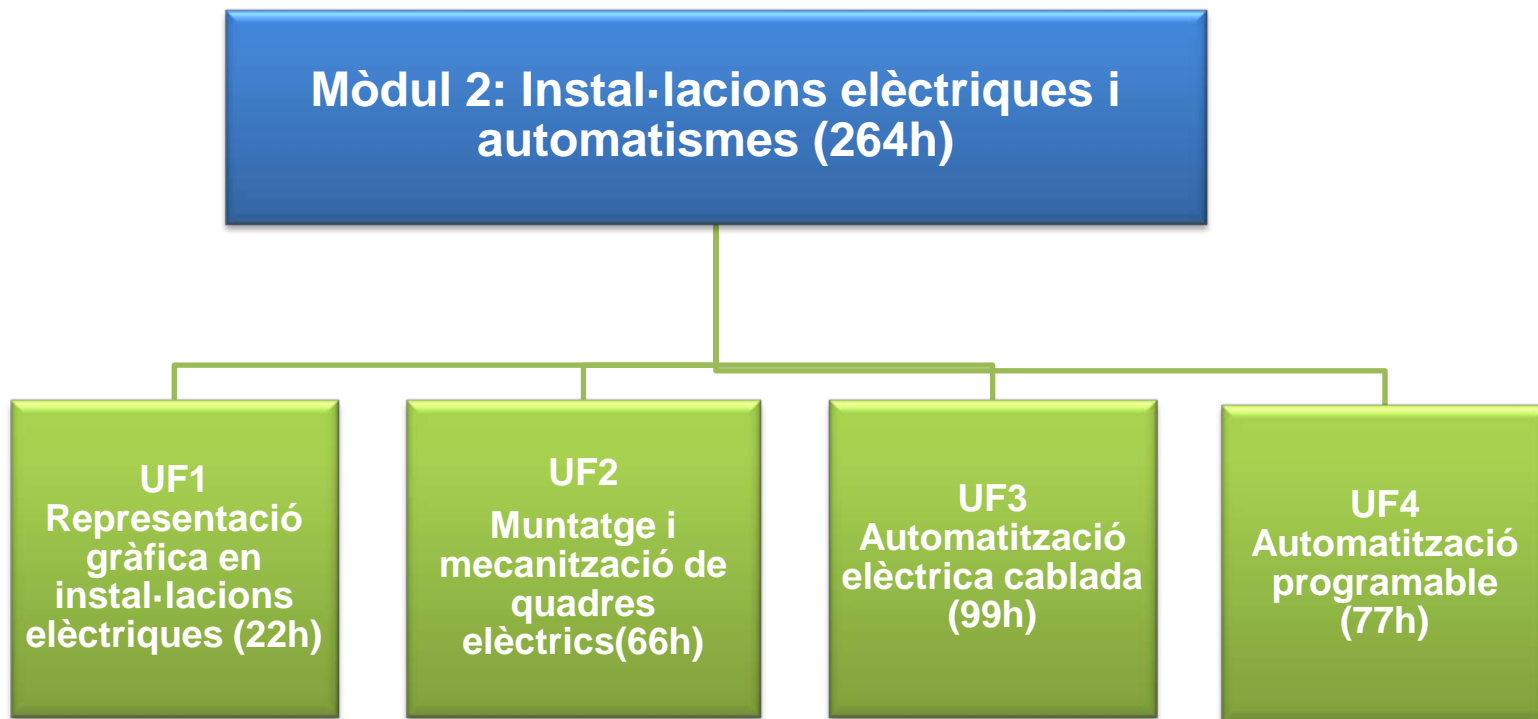 Mòdul 2: Instal·lacions elèctriques i
automatismes (264h)
UF1
Representació
gràfica en
instal·lacions
elèctriques (22h)
UF2
Muntatge i
mecanització de
quadres
elèctrics(66h)
UF3
Automatització
elèctrica cablada
(99h)
UF4
Automatització
programable
(77h)